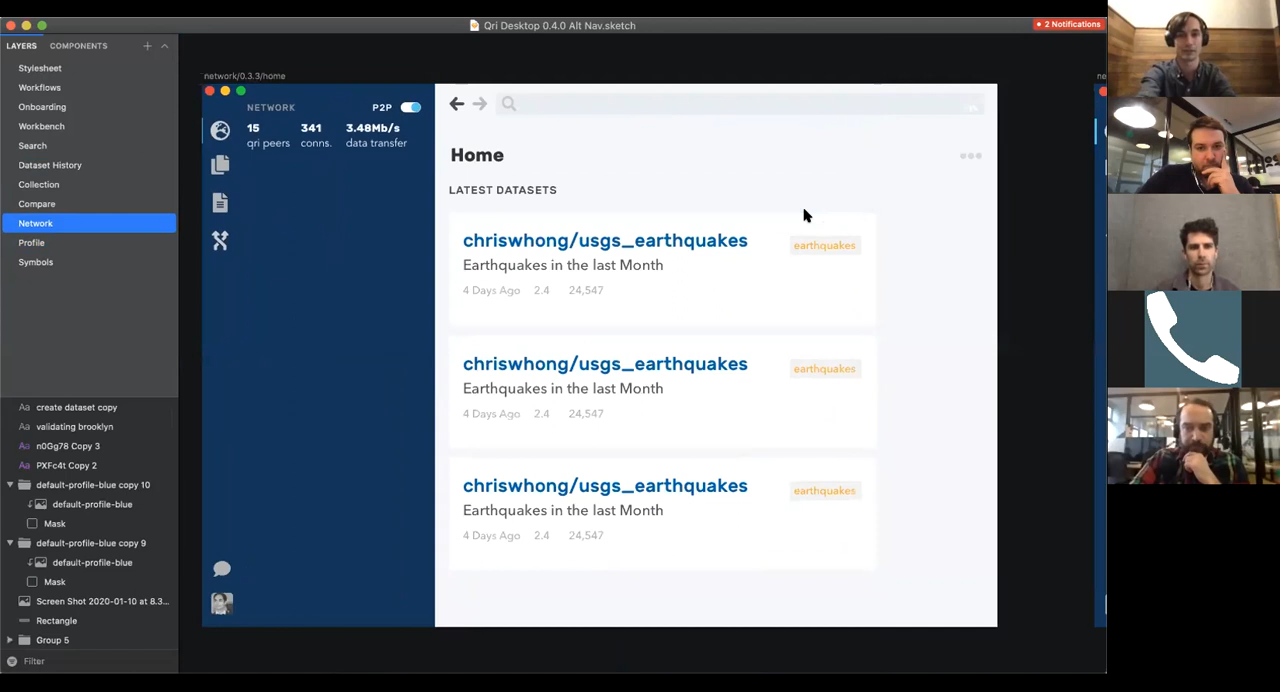 Qri Desktop 0.4.0 Alt Nav.sketch
2 Notifications
LAYERS COMPONENTS
Stylesheet
Workflows
Onboarding
Workbench
Search
Dataset History
Collection
Compare
Network
Profile
Symbols
Aa create dataset copy
Aa validating brooklyn
Aa n0Gg78 Copy 3
Aa PXFc4t Copy 2
default-profile-blue copy 10
default-profile-blue
Mask
default-profile-blue copy 9
default-profile-blue
Mask
Screen Shot 2020-01-10 at 8.3...
Rectangle
Group 5
Filter
network/0.3.3/home
ne
NETWORK P2P
15 341 3.48Mb/s
qri peers conns. data transfer
Home
LATEST DATASETS
chriswhong/usgs_earthquakes
earthquakes
Earthquakes in the last Month
4 Days Ago 2.4 24,547
chriswhong/usgs_earthquakes
earthquakes
Earthquakes in the last Month
4 Days Ago 2.4 24,547
chriswhong/usgs_earthquakes
earthquakes
Earthquakes in the last Month
4 Days Ago 2.4 24,547